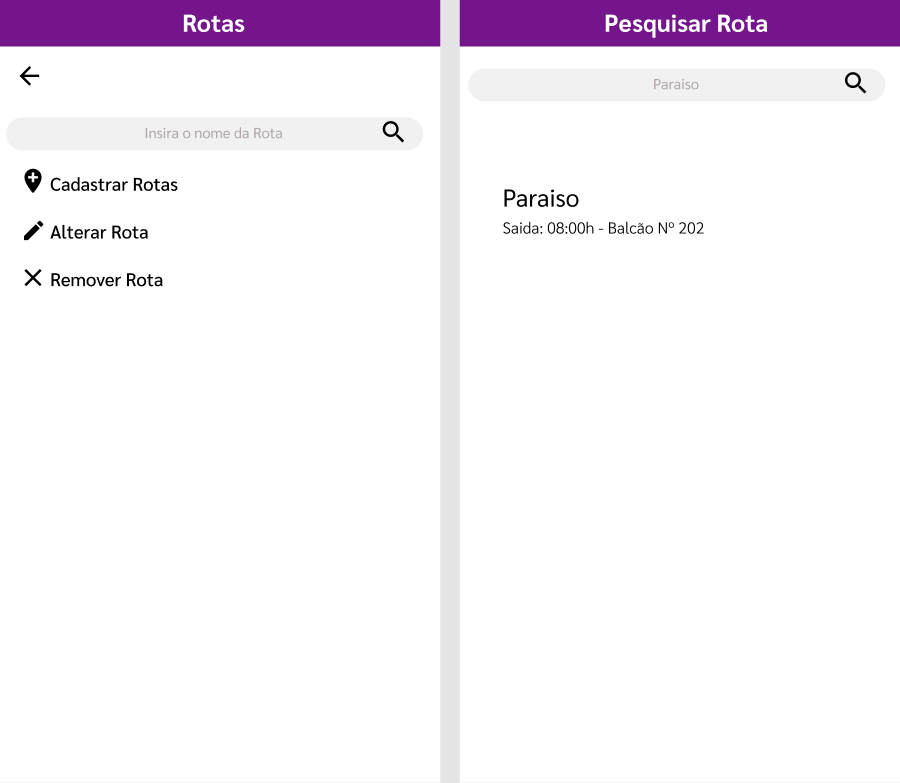 Rotas
Insira o nome da Rota
Cadastrar Rotas
Alterar Rota
Remover Rota
Pesquisar Rota
Paraiso
Paraiso
Saida: 08:00h - Balcão Nº 202